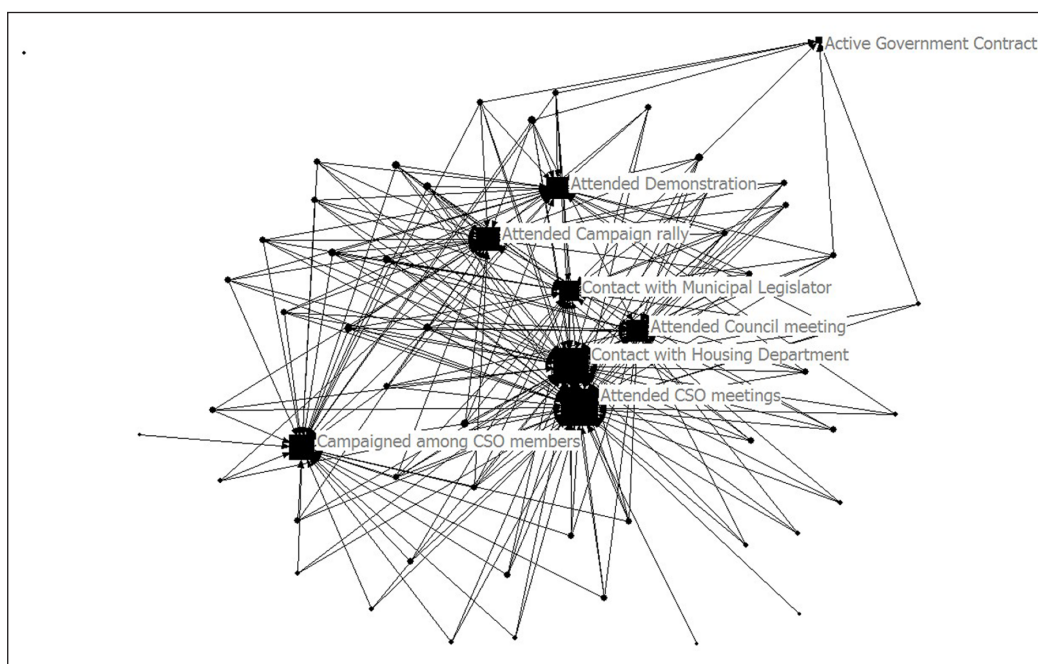 Active Government Contract
Attended Demonstration
Attended Campaign rally
Contact with Municipal Legislator
Attended Council meeting
Contact with Housing Department
Attended CSO meetings
Campaigned among CSO members